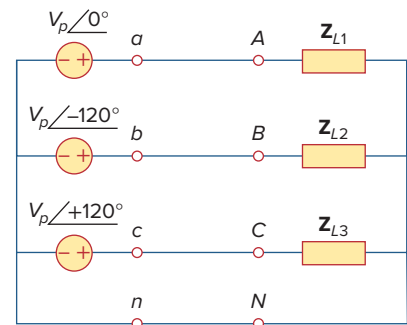 Vp∠0°
a A ZL1
− +
Vp∠−120°
b B ZL2
− +
Vp∠+120°
c C ZL3
− +
n N